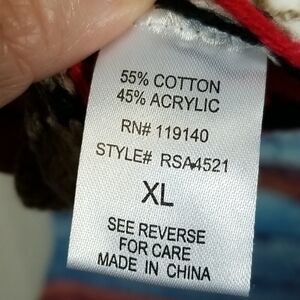 55% COTTON
45% ACRYLIC
RN# 119140
STYLE# RSA4521
XL
SEE REVERSE
FOR CARE
MADE IN CHINA